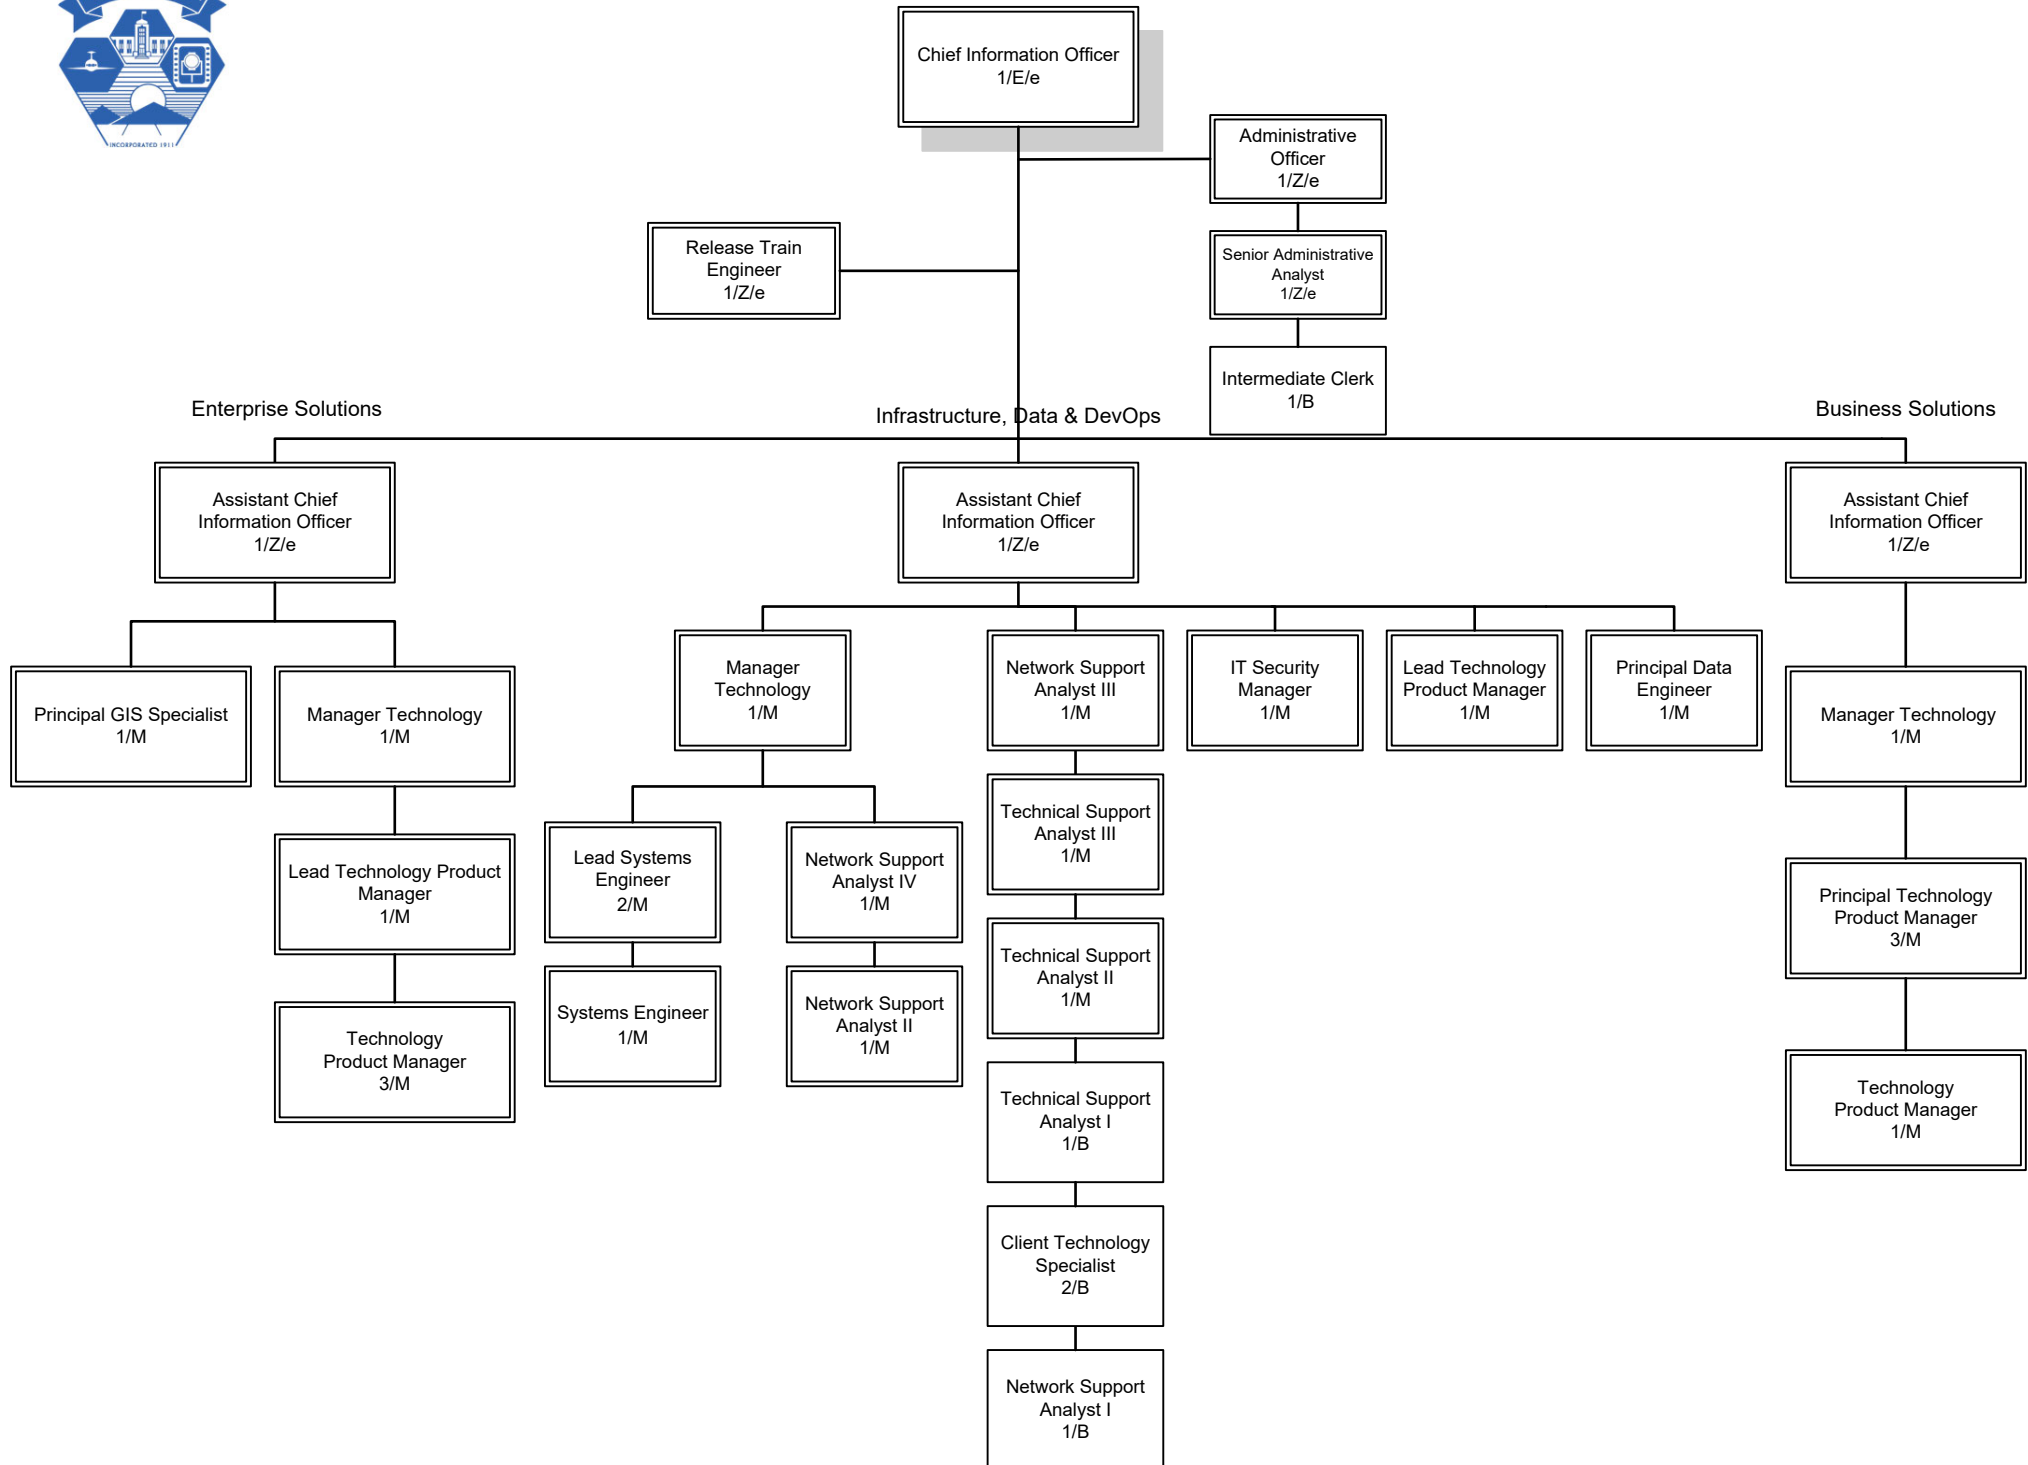 INCORPORATED 1911
Chief Information Officer
1/E/e
Administrative
Officer
1/Z/e
Release Train
Engineer
1/Z/e
Senior Administrative
Analyst
1/Z/e
Intermediate Clerk
1/B
Enterprise Solutions
Infrastructure, Data & DevOps
Business Solutions
Assistant Chief
Information Officer
1/Z/e
Assistant Chief
Information Officer
1/Z/e
Assistant Chief
Information Officer
1/Z/e
Principal GIS Specialist
1/M
Manager Technology
1/M
Manager
Technology
1/M
Network Support
Analyst III
1/M
IT Security
Manager
1/M
Lead Technology
Product Manager
1/M
Principal Data
Engineer
1/M
Manager Technology
1/M
Lead Technology Product
Manager
1/M
Lead Systems
Engineer
2/M
Network Support
Analyst IV
1/M
Technical Support
Analyst III
1/M
Principal Technology
Product Manager
3/M
Technology
Product Manager
3/M
Systems Engineer
1/M
Network Support
Analyst II
1/M
Technical Support
Analyst II
1/M
Technology
Product Manager
1/M
Technical Support
Analyst I
1/B
Client Technology
Specialist
2/B
Network Support
Analyst I
1/B